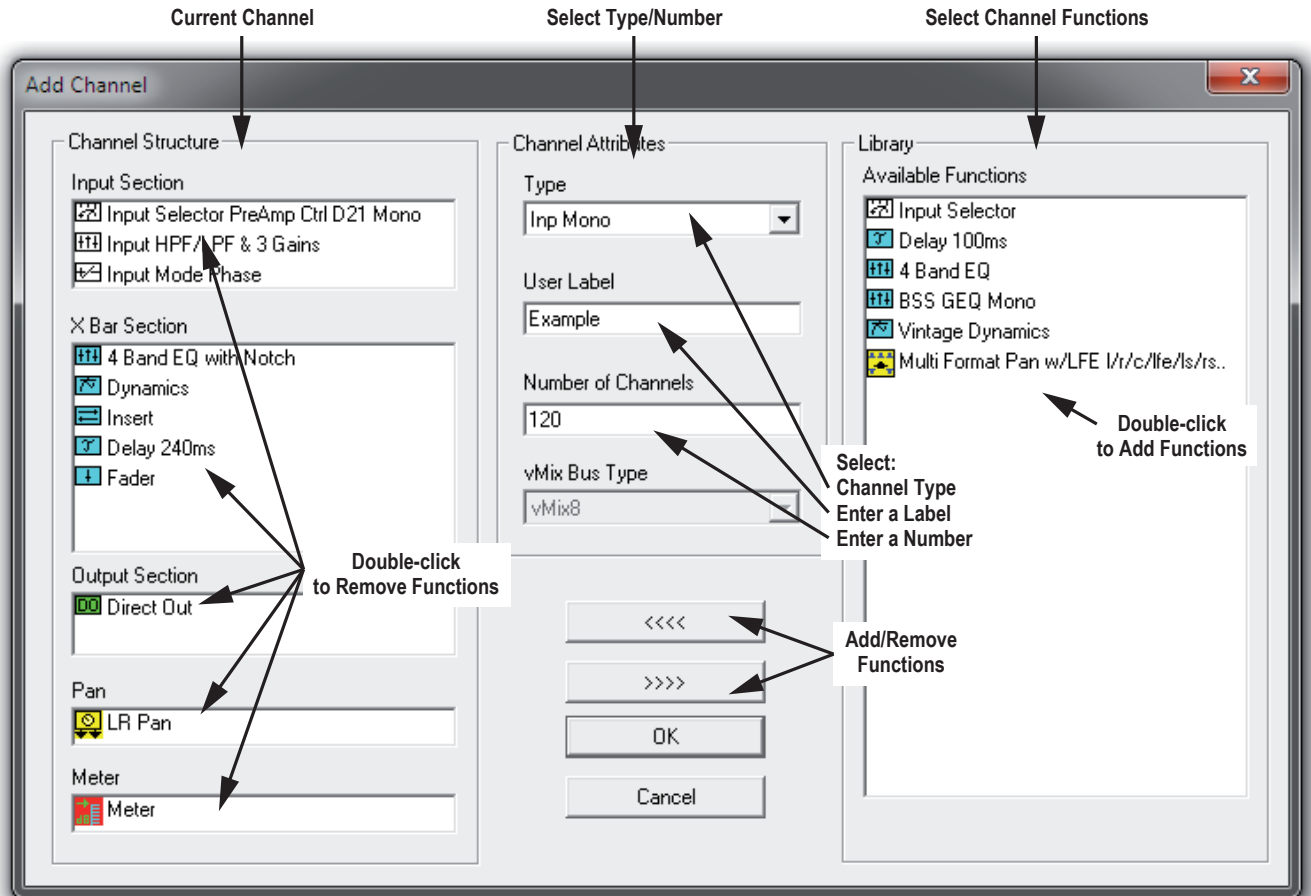 Current Channel
Select Type/Number
Select Channel Functions
Add Channel
Channel Structure
Input Section
Input Selector PreAmp Ctrl D21 Mono
Input HPF/LPF & 3 Gains
Input Mode Phase
X Bar Section
4 Band EQ with Notch
Dynamics
Insert
Delay 240ms
Fader
Double-click
to Remove Functions
Output Section
DO Direct Out
Pan
LR Pan
Meter
dB Meter
Channel Attributes
Type
Inp Mono
User Label
Example
Number of Channels
120
vMix Bus Type
vMix8
Select:
Channel Type
Enter a Label
Enter a Number
<<<<
>>>>
Add/Remove
Functions
OK
Cancel
Library
Available Functions
Input Selector
Delay 100ms
4 Band EQ
BSS GEQ Mono
Vintage Dynamics
Multi Format Pan w/LFE l/r/c/lfe/ls/rs..
Double-click
to Add Functions